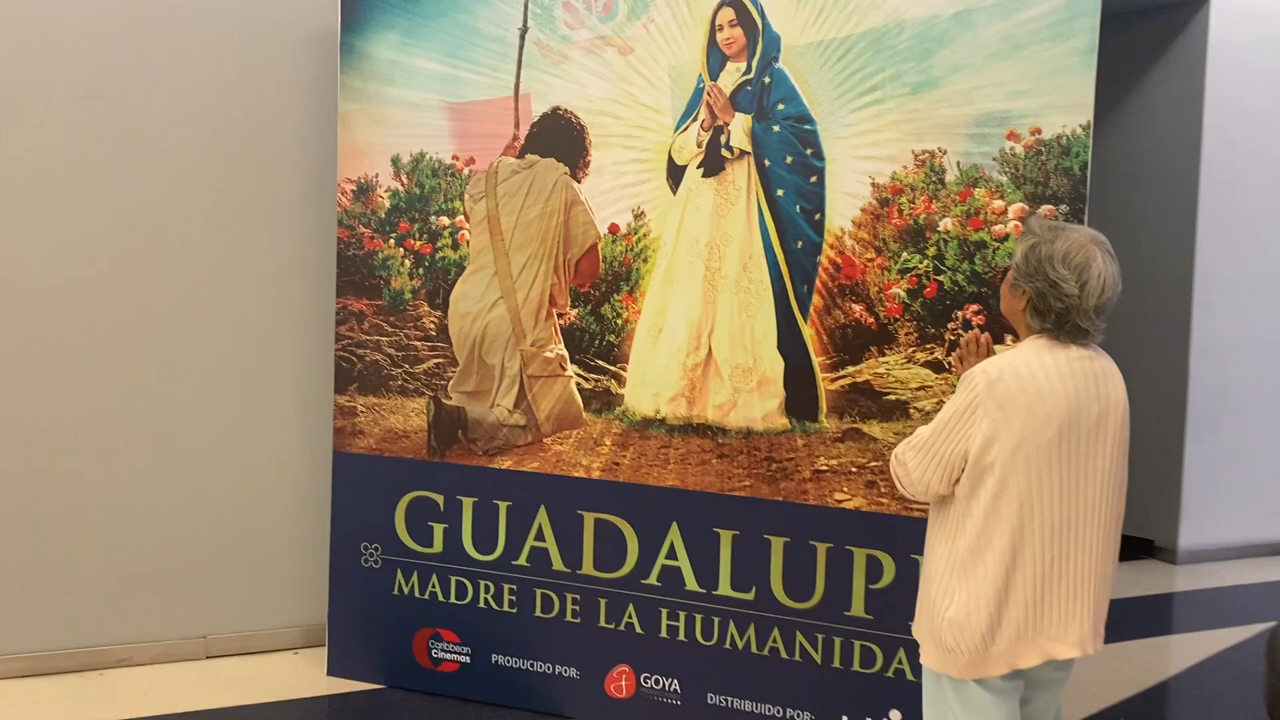 GUADALUP
MADRE DE LA HUMANIDA
Caribbean
Cinemas
PRODUCIDO POR:
GOYA
DISTRIBUIDO POR: